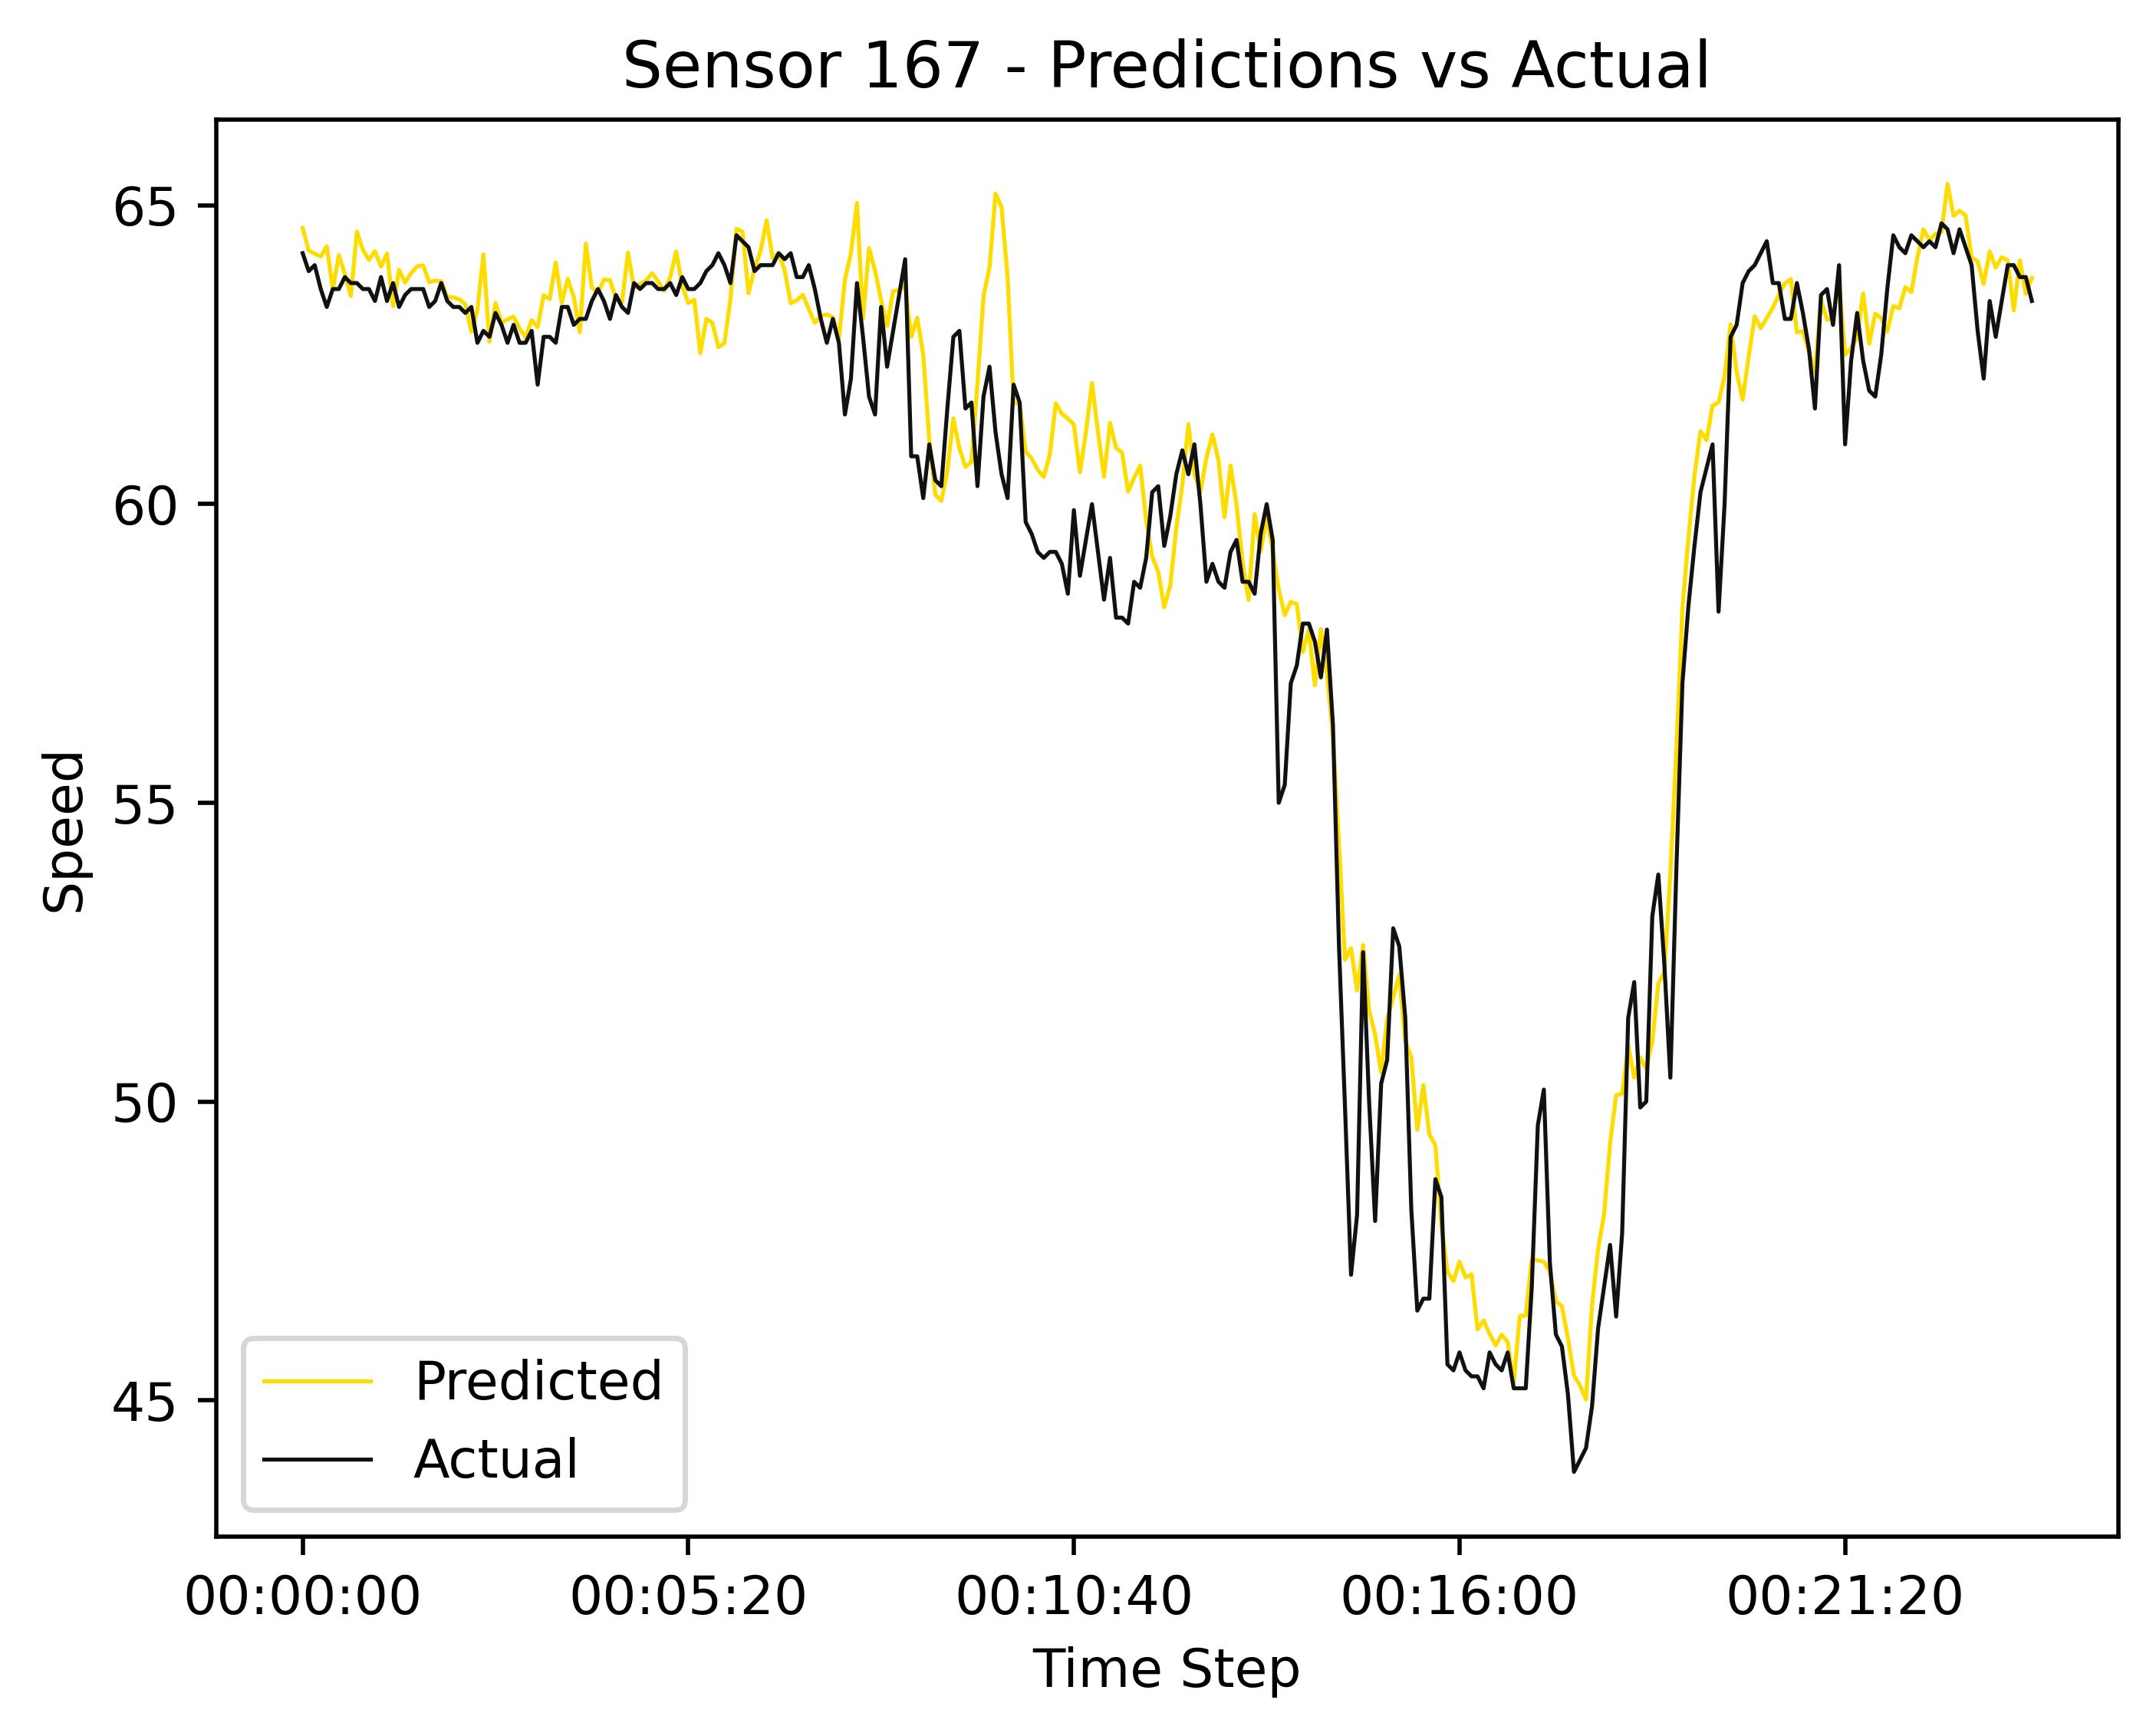 Sensor 167 - Predictions vs Actual
65
60
55
50
45
Speed
Predicted
Actual
00:00:00 00:05:20 00:10:40 00:16:00 00:21:20
Time Step